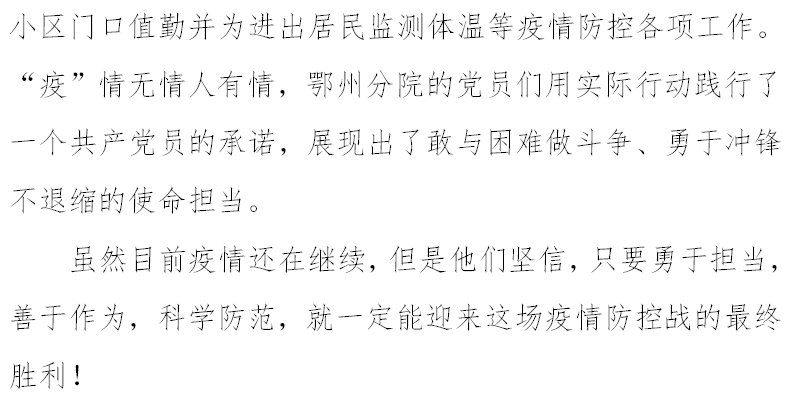 小区门口值勤并为进出居民监测体温等疫情防控各项工作。
“疫”情无情人有情，鄂州分院的党员们用实际行动践行了
一个共产党员的承诺，展现出了敢与困难做斗争、勇于冲锋
不退缩的使命担当。
虽然目前疫情还在继续，但是他们坚信，只要勇于担当，
善于作为，科学防范，就一定能迎来这场疫情防控战的最终
胜利！